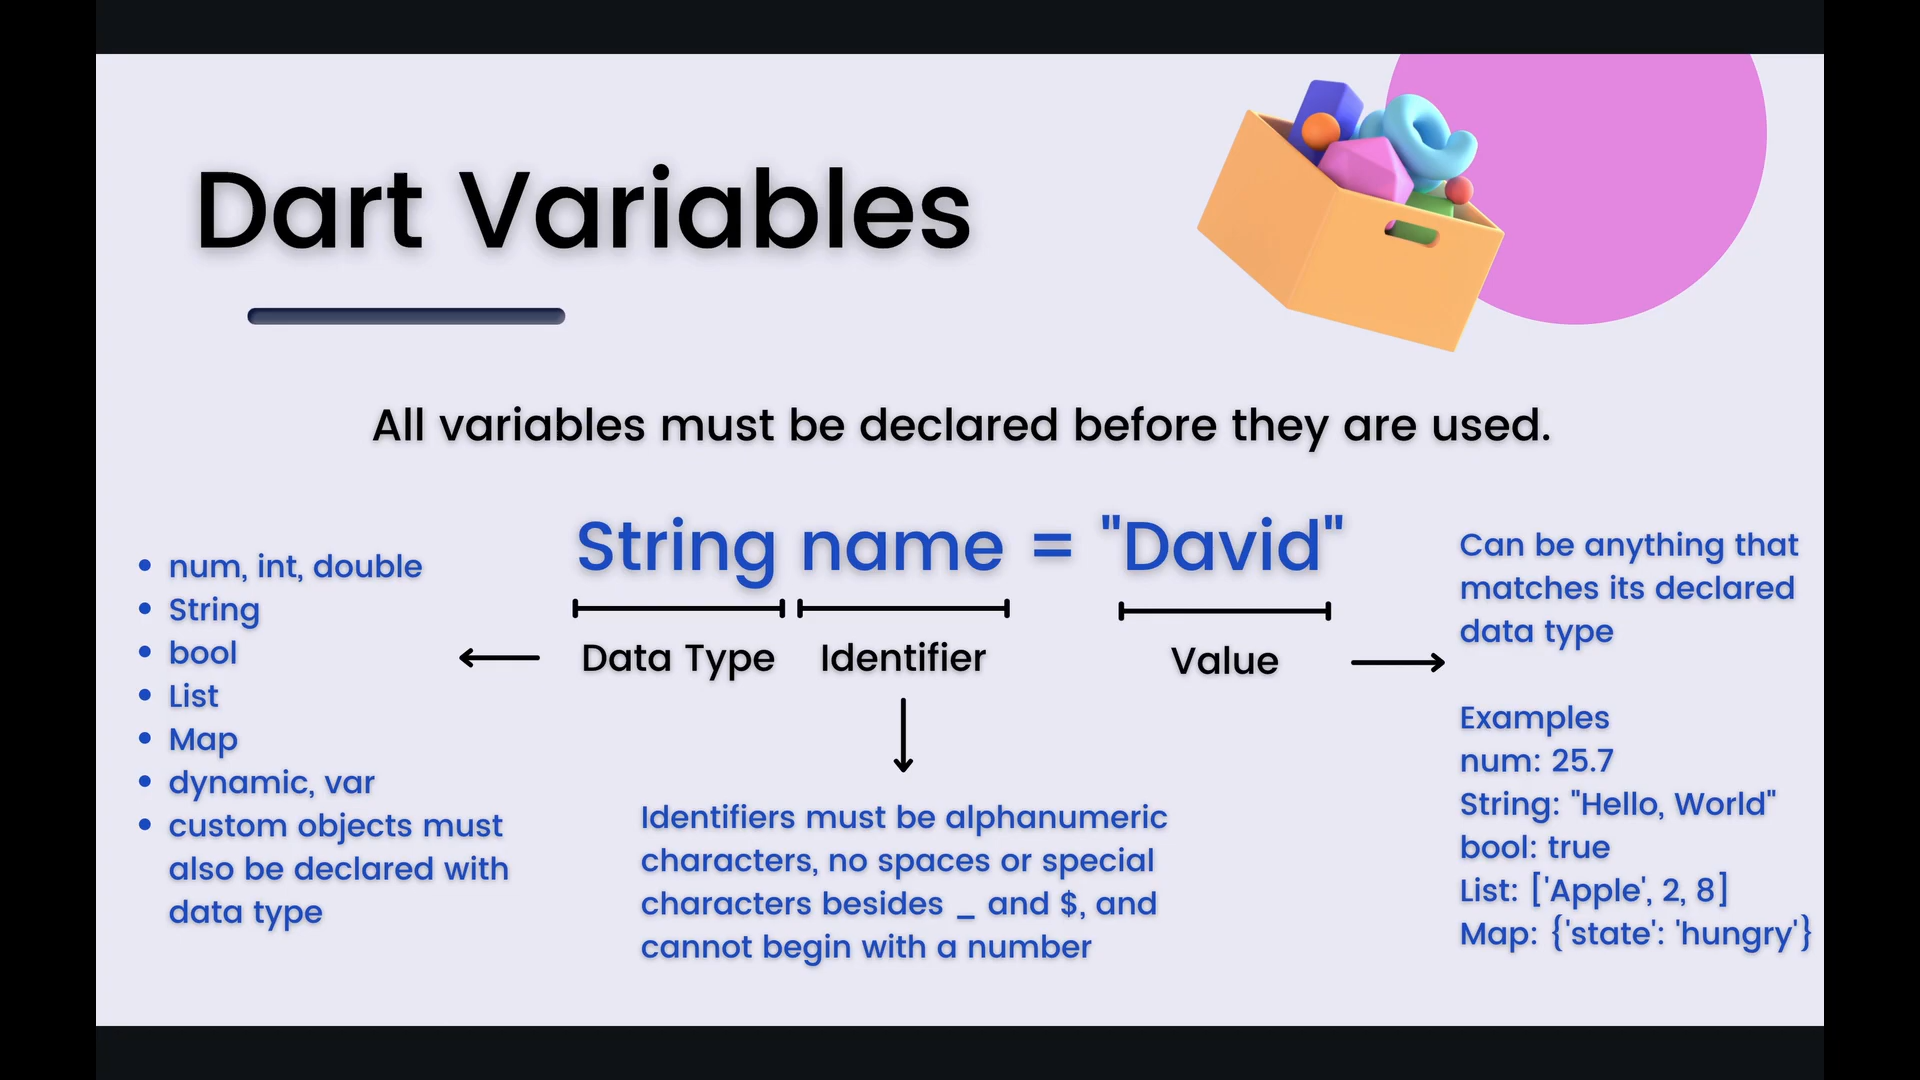 Dart Variables
All variables must be declared before they are used.
String name = "David"
Data Type
Identifier
Value
• num, int, double
• String
• bool
• List
• Map
• dynamic, var
• custom objects must
also be declared with
data type
Identifiers must be alphanumeric
characters, no spaces or special
characters besides _ and $, and
cannot begin with a number
Can be anything that
matches its declared
data type
Examples
num: 25.7
String: "Hello, World"
bool: true
List: ['Apple', 2, 8]
Map: {'state': 'hungry'}